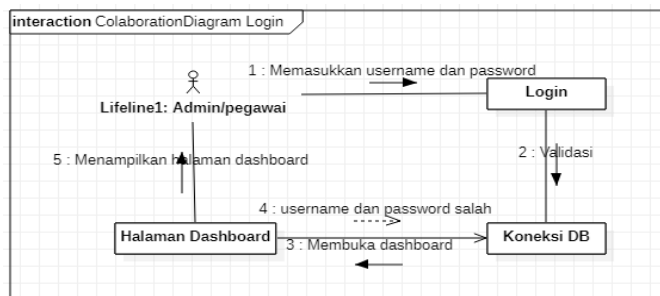 interaction ColaborationDiagram Login
1 : Memasukkan username dan password
Lifeline1: Admin/pegawai
Login
2 : Validasi
5 : Menampilkan halaman dashboard
4 : username dan password salah
Halaman Dashboard
Koneksi DB
3 : Membuka dashboard